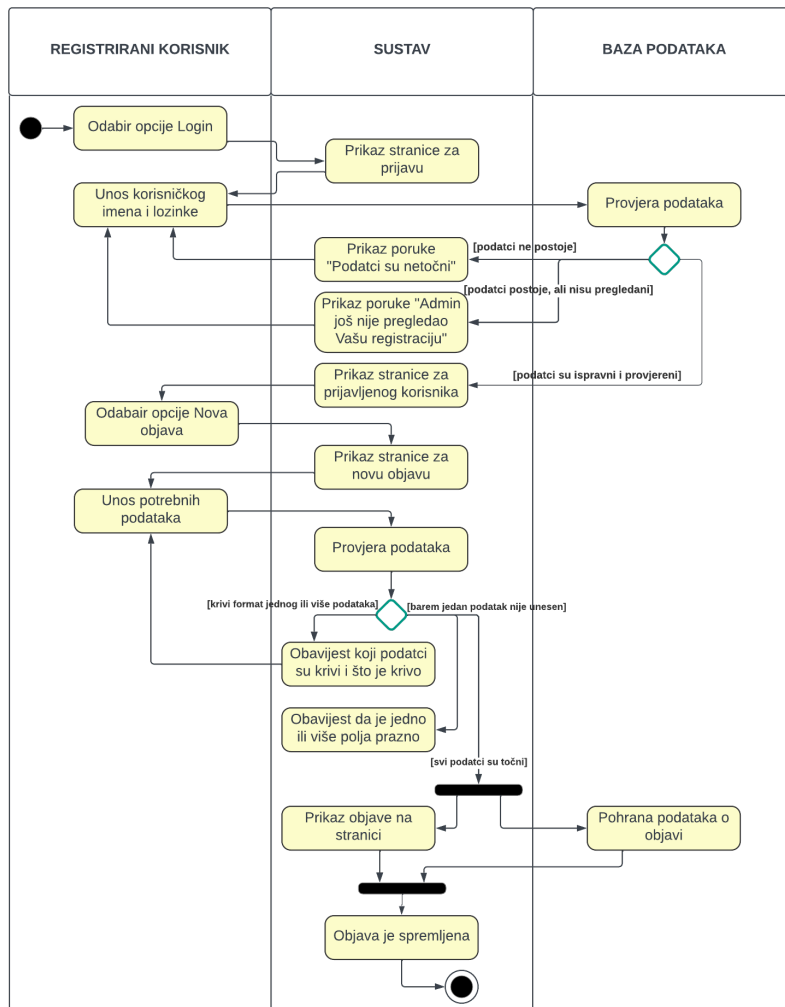 REGISTRIRANI KORISNIK
SUSTAV
BAZA PODATAKA
Odabir opcije Login
Prikaz stranice za
prijavu
Unos korisničkog
imena i lozinke
Provjera podataka
[podatci ne postoje]
Prikaz poruke
"Podatci su netočni"
[podatci postoje, ali nisu pregledani]
Prikaz poruke "Admin
još nije pregledao
Vašu registraciju"
[podatci su ispravni i provjereni]
Prikaz stranice za
prijavljenog korisnika
Odabair opcije Nova
objava
Prikaz stranice za
novu objavu
Unos potrebnih
podataka
Provjera podataka
[krivi format jednog ili više podataka]
[barem jedan podatak nije unesen]
Obavijest koji podatci
su krivi i što je krivo
Obavijest da je jedno
ili više polja prazno
[svi podatci su točni]
Prikaz objave na
stranici
Pohrana podataka o
objavi
Objava je spremljena